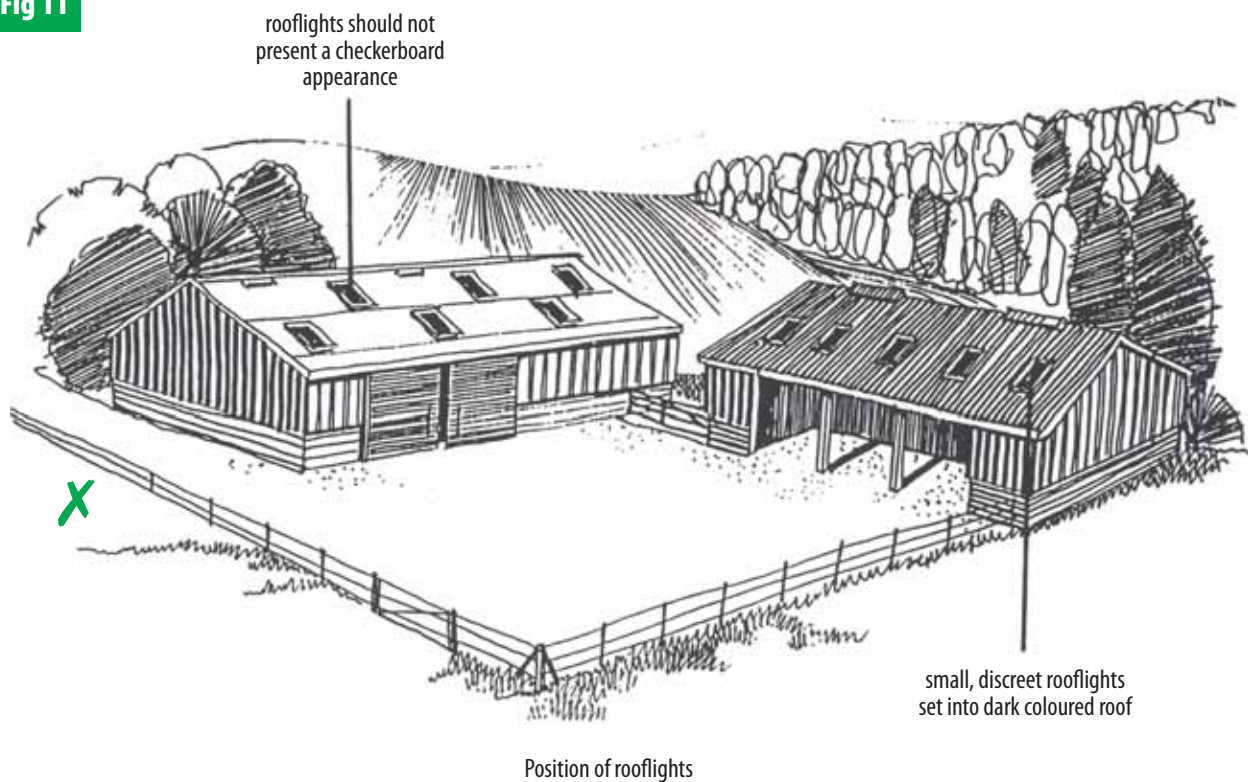 Fig 11
rooflights should not
present a checkerboard
appearance
small, discreet rooflights
set into dark coloured roof
Position of rooflights